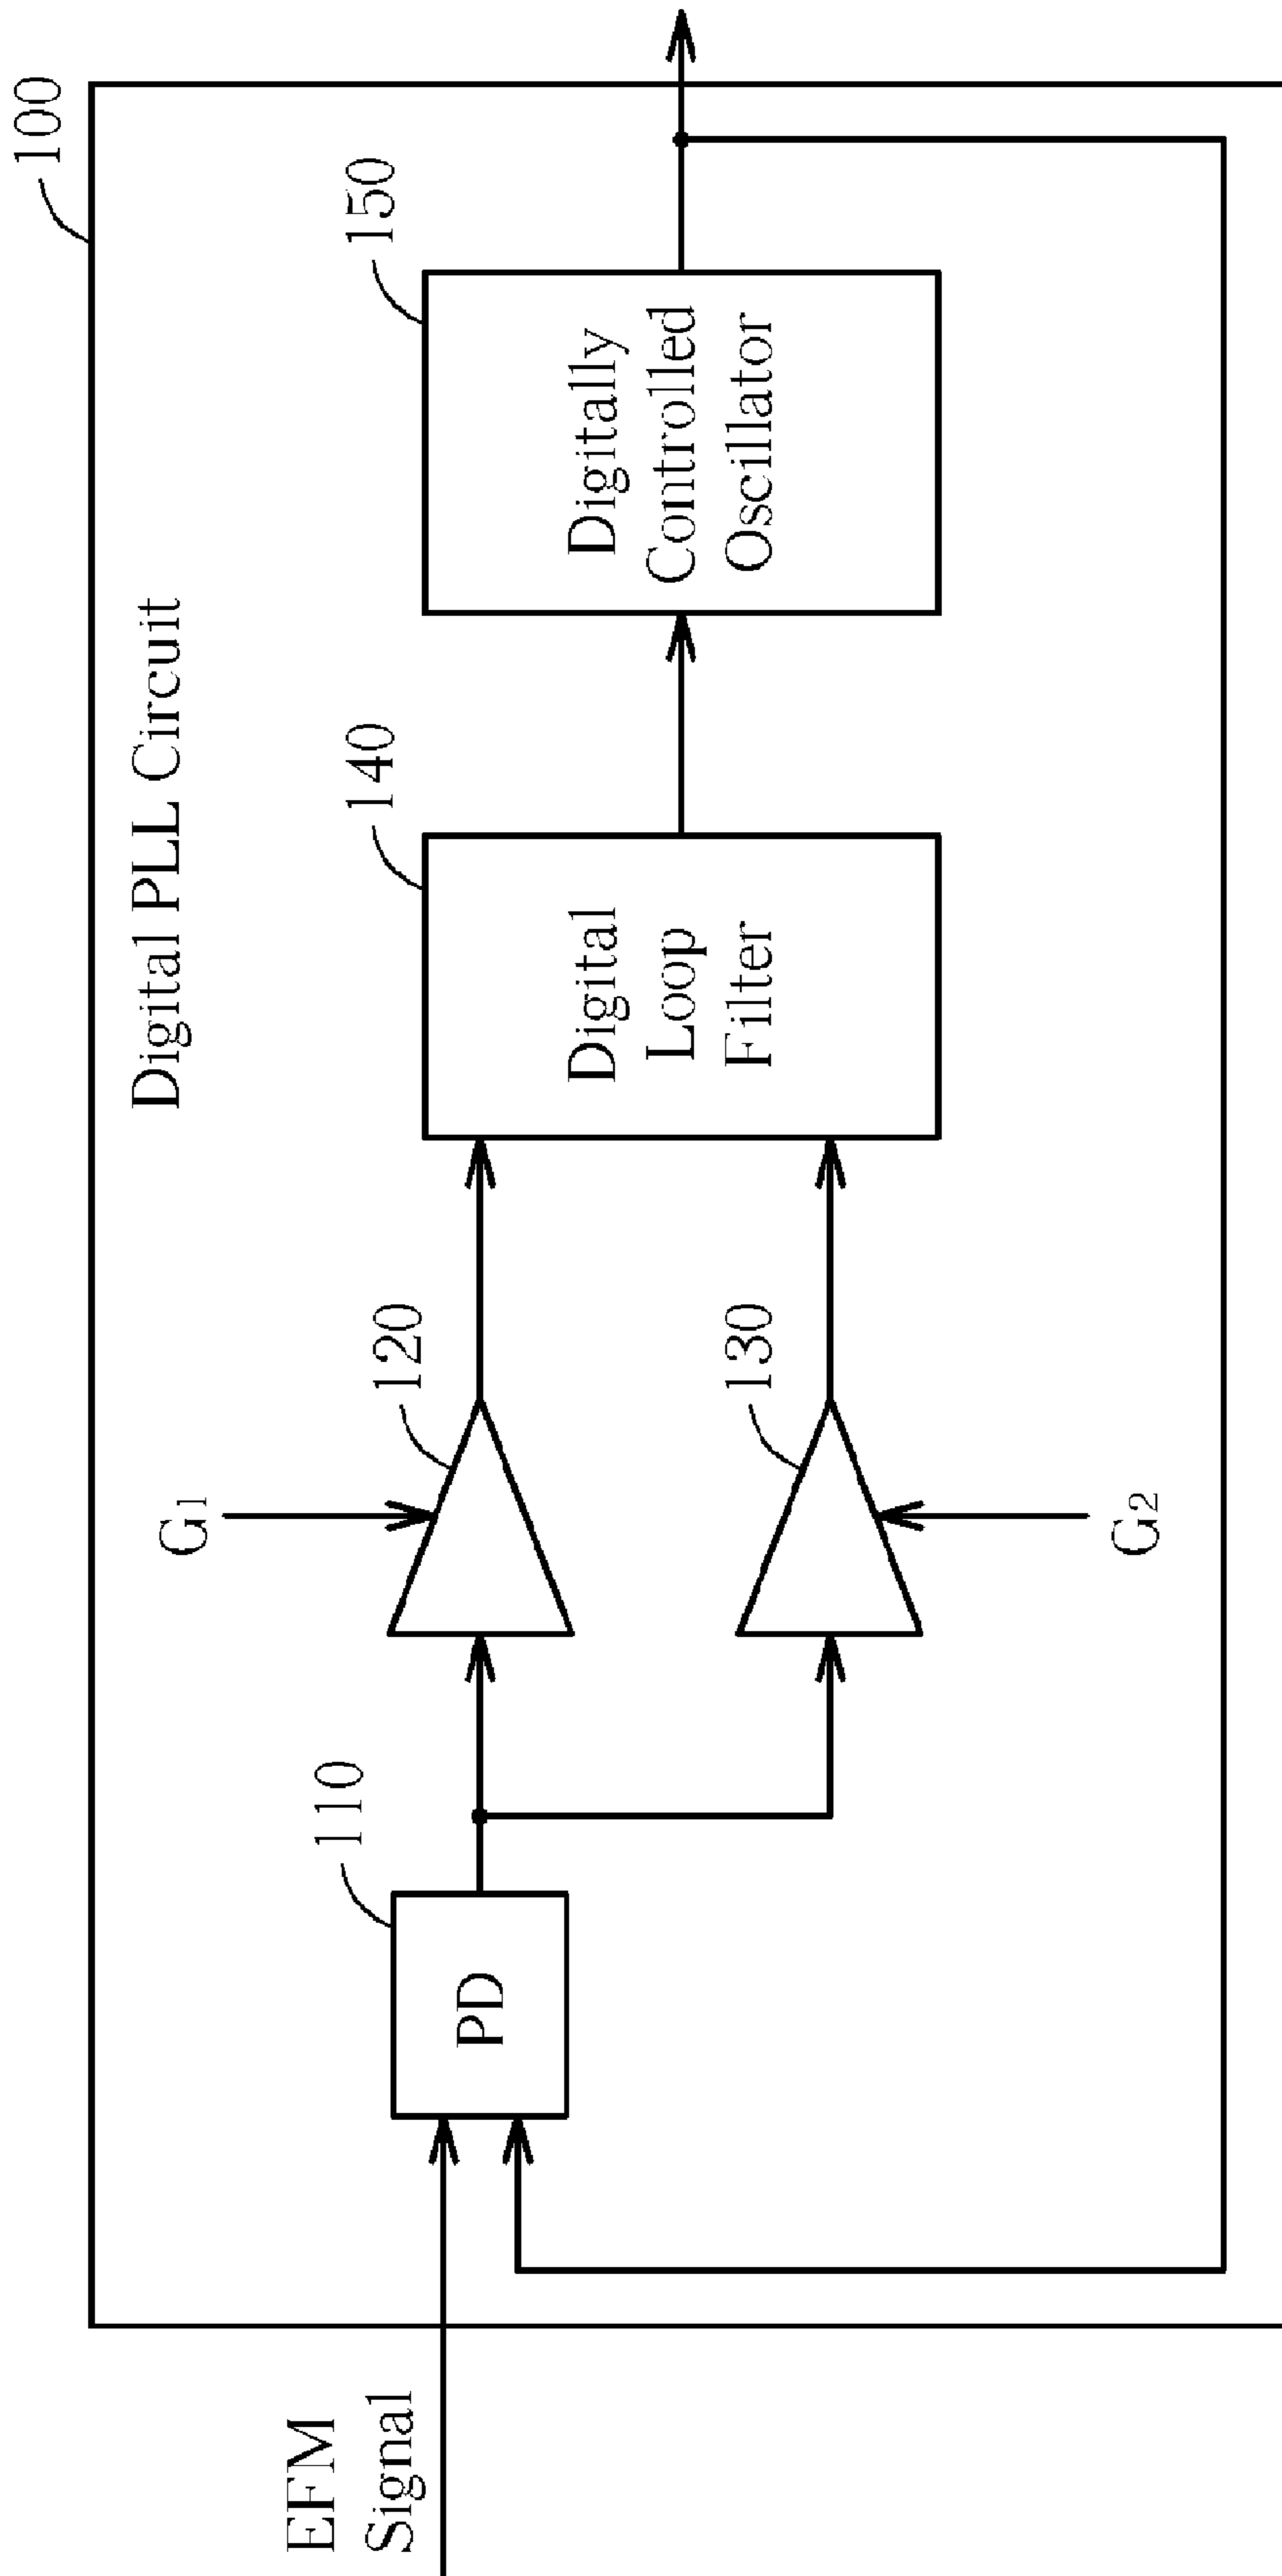 100
Digital PLL Circuit
EFM
Signal
110
PD
G1
120
130
G2
140
Digital
Loop
Filter
150
Digitally
Controlled
Oscillator